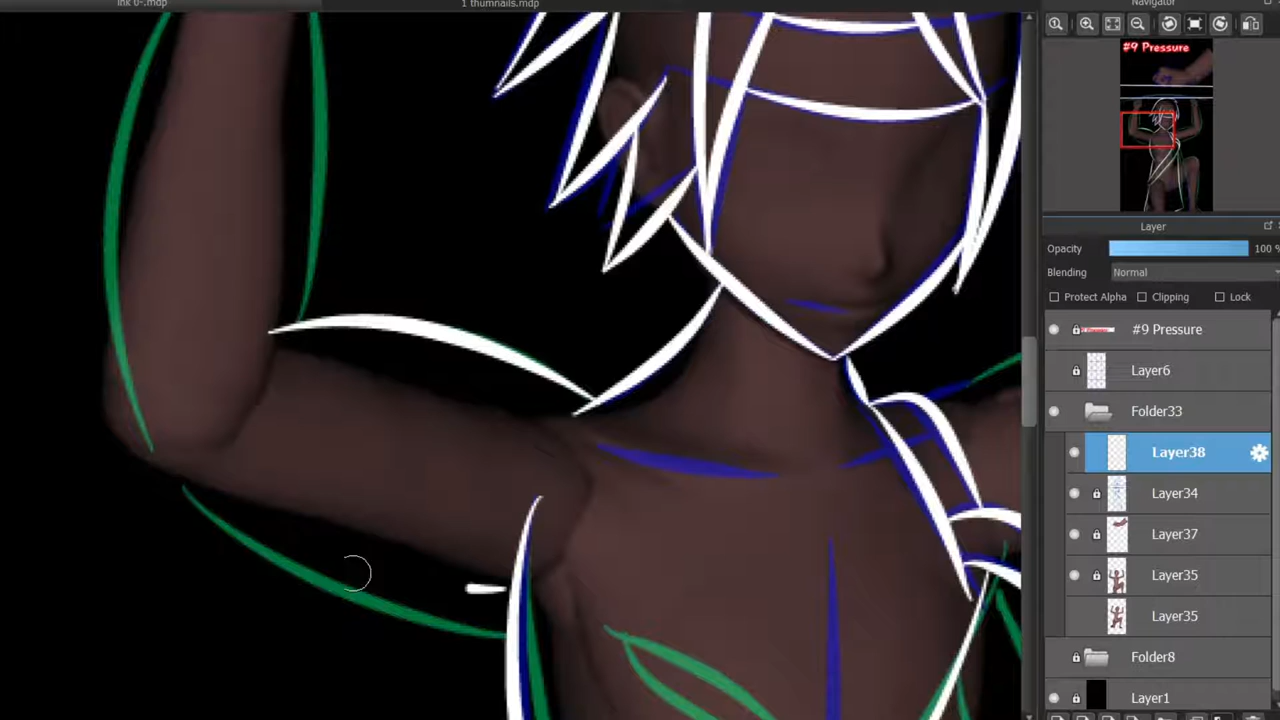 ink 0-.mdp
1 thumnails.mdp
Navigator
#9 Pressure
Layer
Opacity
100 %
Blending
Normal
Protect Alpha
Clipping
Lock
#9 Pressure
Layer6
Folder33
Layer38
Layer34
Layer37
Layer35
Layer35
Folder8
Layer1